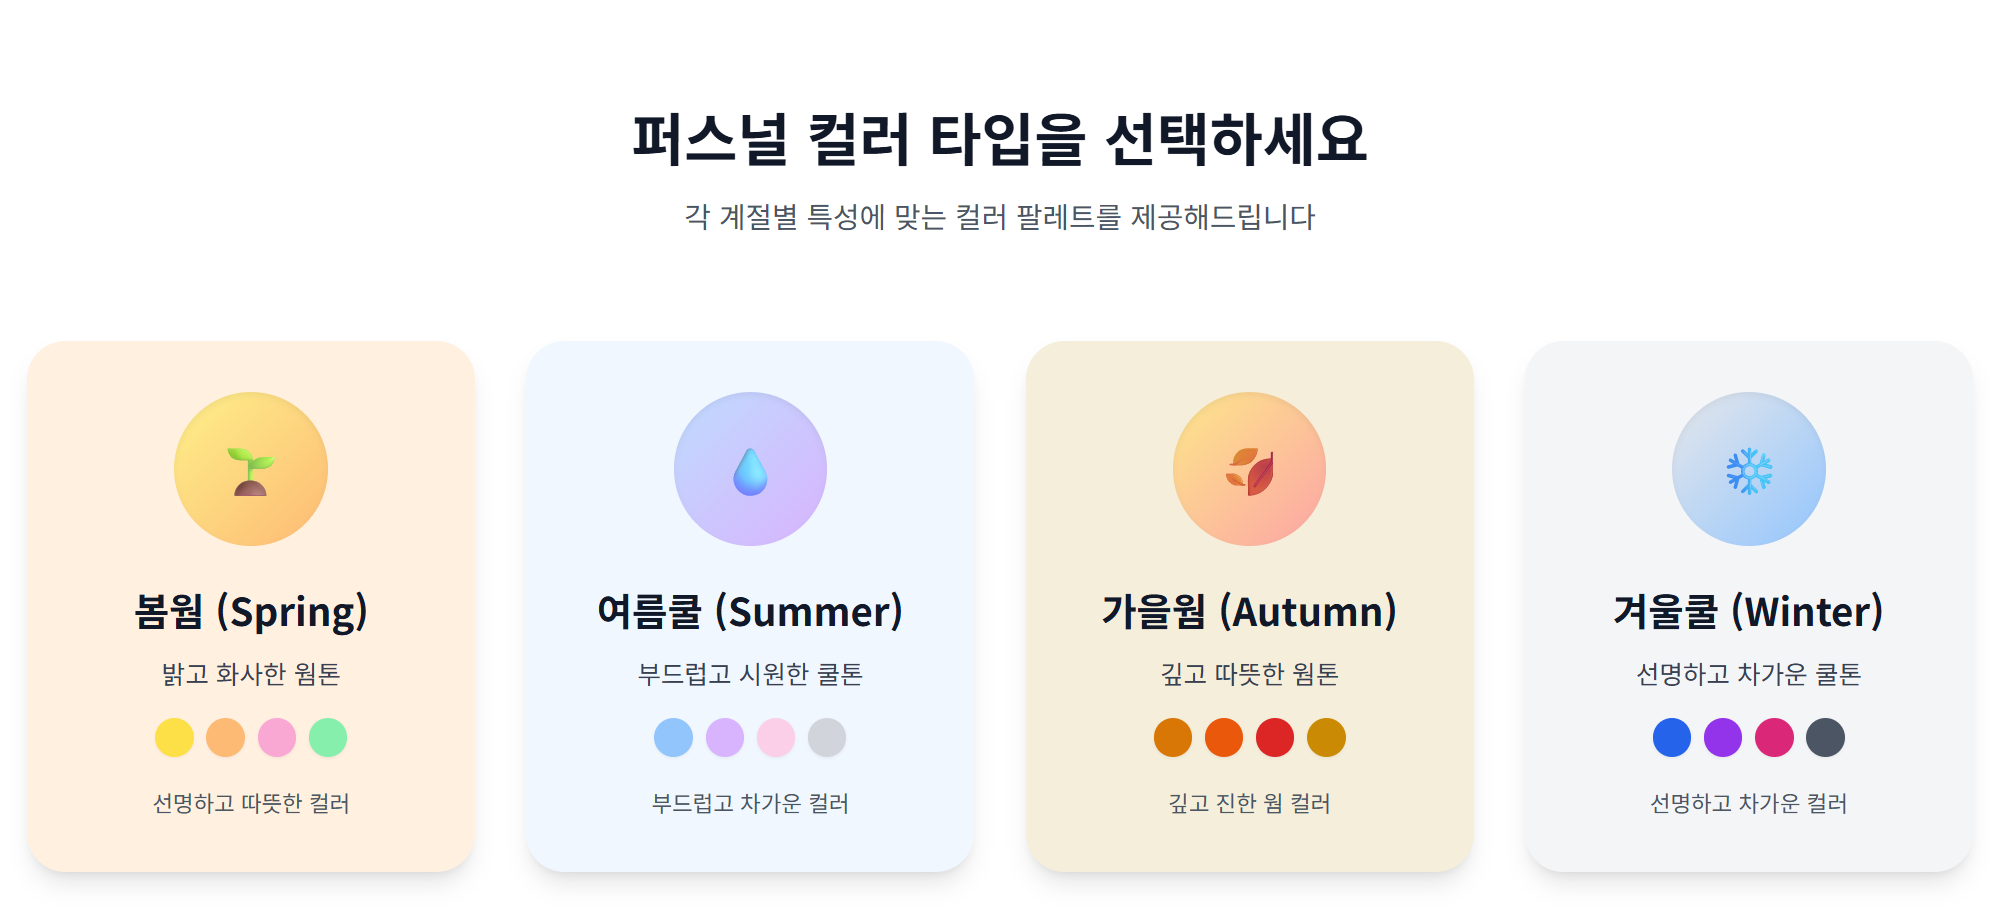 퍼스널 컬러 타입을 선택하세요
각 계절별 특성에 맞는 컬러 팔레트를 제공해드립니다
봄웜 (Spring)
밝고 화사한 웜톤
선명하고 따뜻한 컬러
여름쿨 (Summer)
부드럽고 시원한 쿨톤
부드럽고 차가운 컬러
가을웜 (Autumn)
깊고 따뜻한 웜톤
깊고 진한 웜 컬러
겨울쿨 (Winter)
선명하고 차가운 쿨톤
선명하고 차가운 컬러